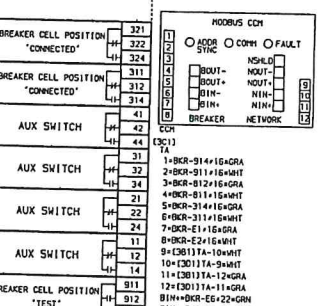 BREAKER CELL POSITION
"CONNECTED"
321
322
324
BREAKER CELL POSITION
"CONNECTED"
311
312
314
AUX SWITCH
41
42
44
AUX SWITCH
31
32
34
AUX SWITCH
21
22
24
AUX SWITCH
11
12
14
BREAKER CELL POSITION
"TEST"
911
912
MODBUS CCM
ADDR
SYNC
COMM
FAULT
1
2
3
4
5
6
7
8
BOUT-
BOUT+
BIN-
BIN+
NSHLD
NOUT-
NOUT+
NIN-
NIN+
9
10
11
12
BREAKER
NETWORK
CCM
[3C1]
TA
1=BKR-914#16=GRA
2=BKR-911#16=WHT
3=BKR-812#16=GRA
4=BKR-811#16=WHT
5=BKR-314#16=GRA
6=BKR-311#16=WHT
7=BKR-E1#16=GRA
8=BKR-E2#16=WHT
9=[3B1]TA-10=WHT
10=[3D1]TA-9=WHT
11=[3B1]TA-12=GRA
12=[3D1]TA-11=GRA
BIN+=BKR-E6#22=GRN